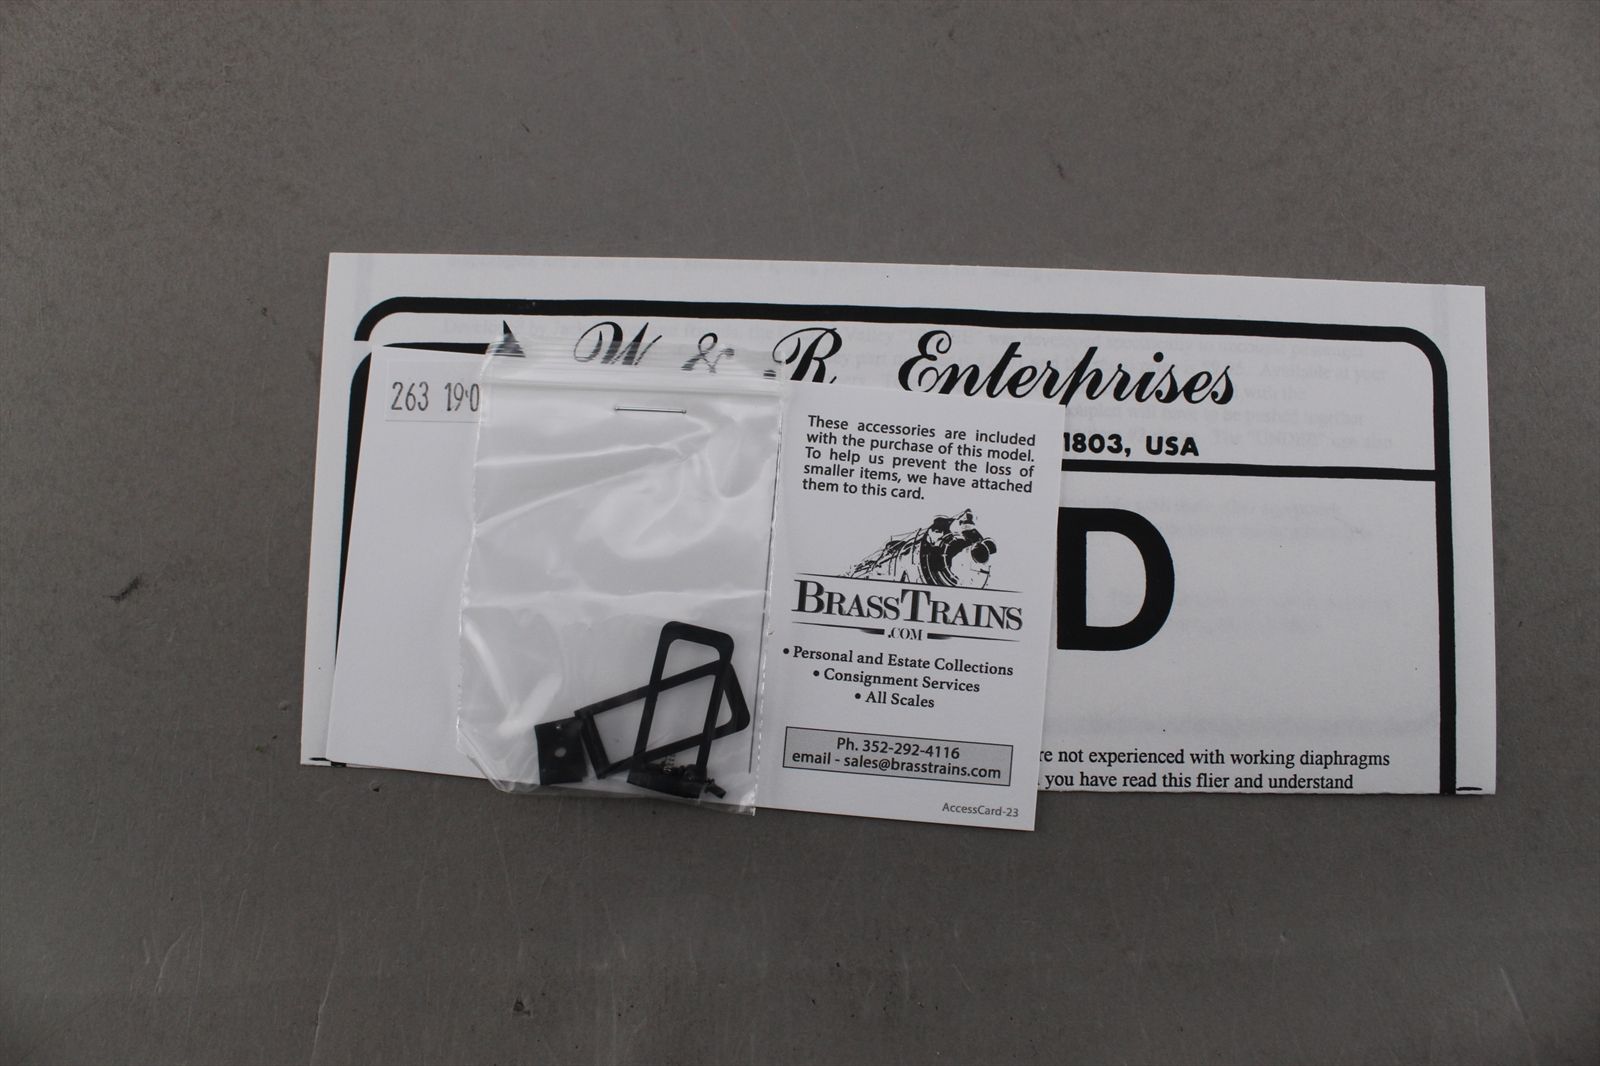 W & R Enterprises
1803, USA
D
re not experienced with working diaphragms
you have read this flier and understand
263 19
These accessories are included
with the purchase of this model.
To help us prevent the loss of
smaller items, we have attached
them to this card.
BRASSTRAINS
.COM
• Personal and Estate Collections
• Consignment Services
• All Scales
Ph. 352-292-4116
email - sales@brasstrains.com
AccessCard-23